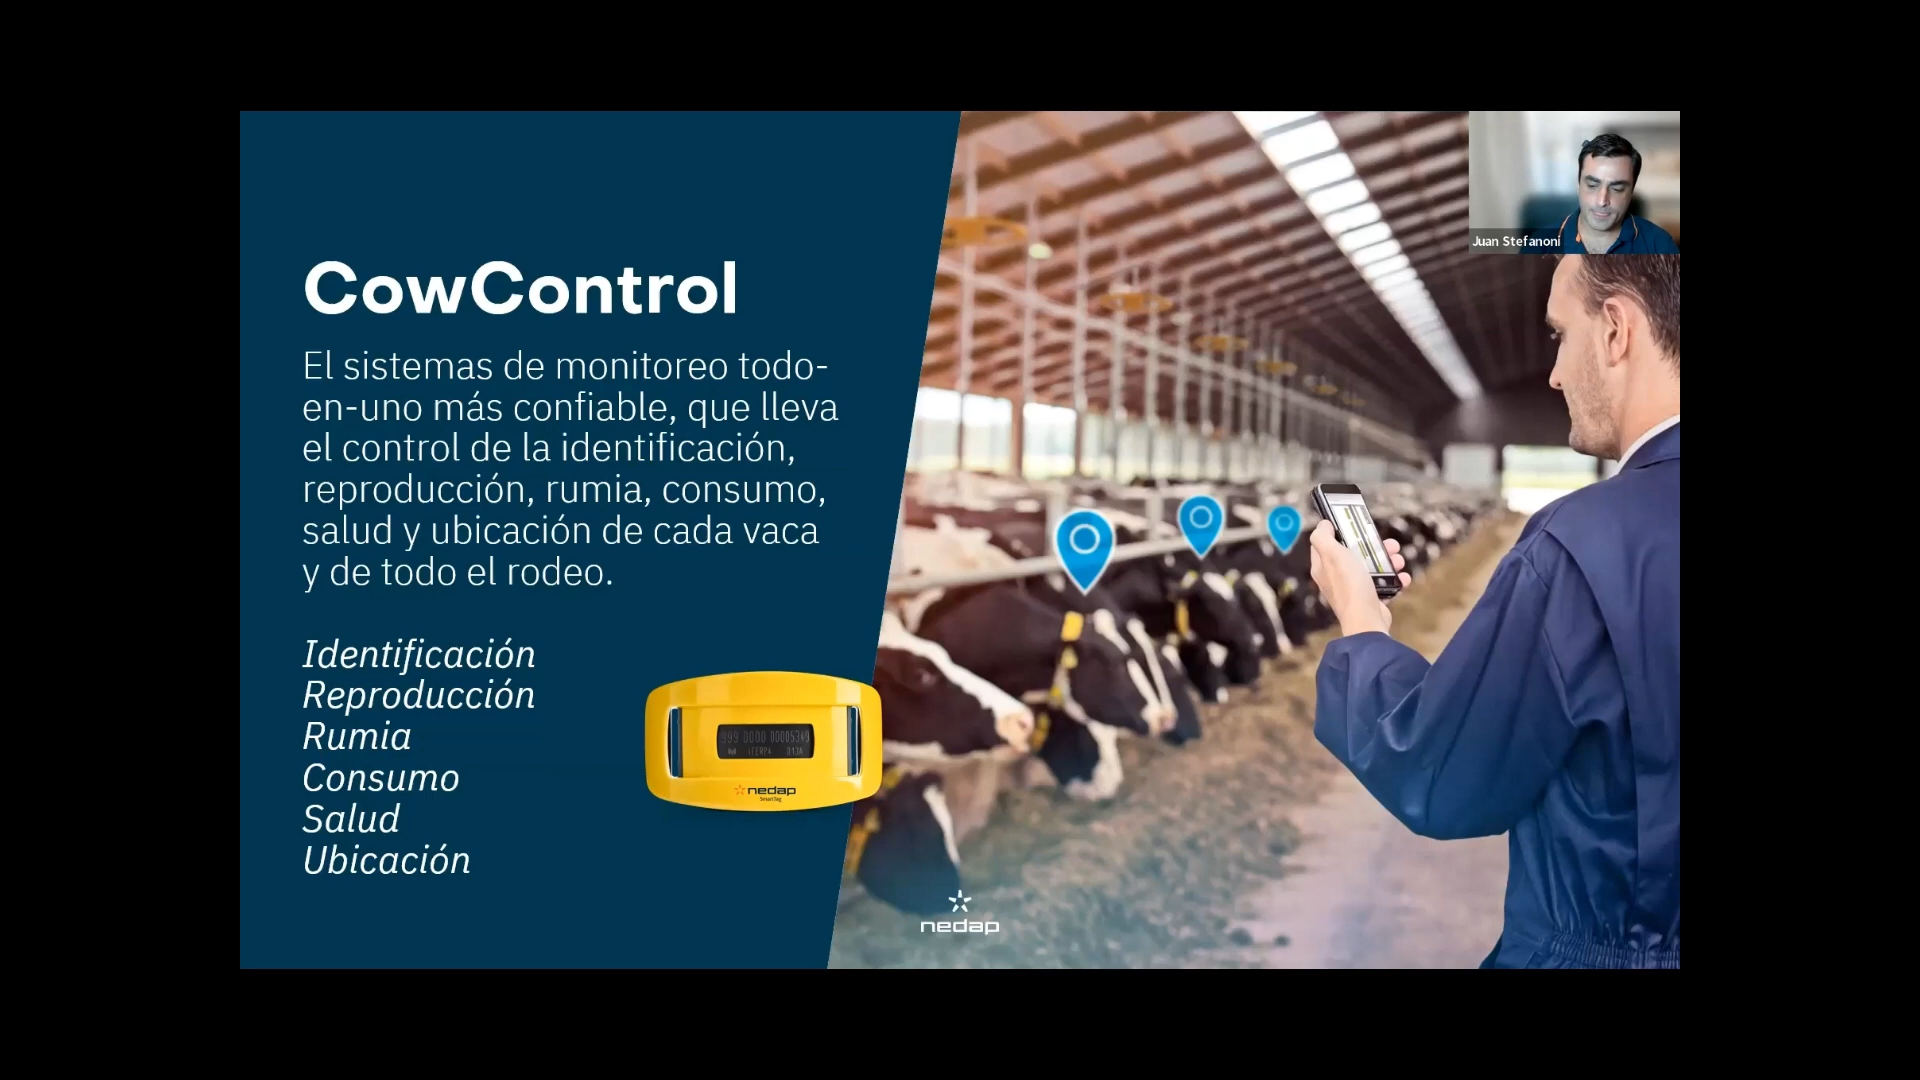 Juan Stefanoni
CowControl
El sistemas de monitoreo todo-
en-uno más confiable, que lleva
el control de la identificación,
reproducción, rumia, consumo,
salud y ubicación de cada vaca
y de todo el rodeo.
Identificación
Reproducción
Rumia
Consumo
Salud
Ubicación
nedap
SmartTag
nedap